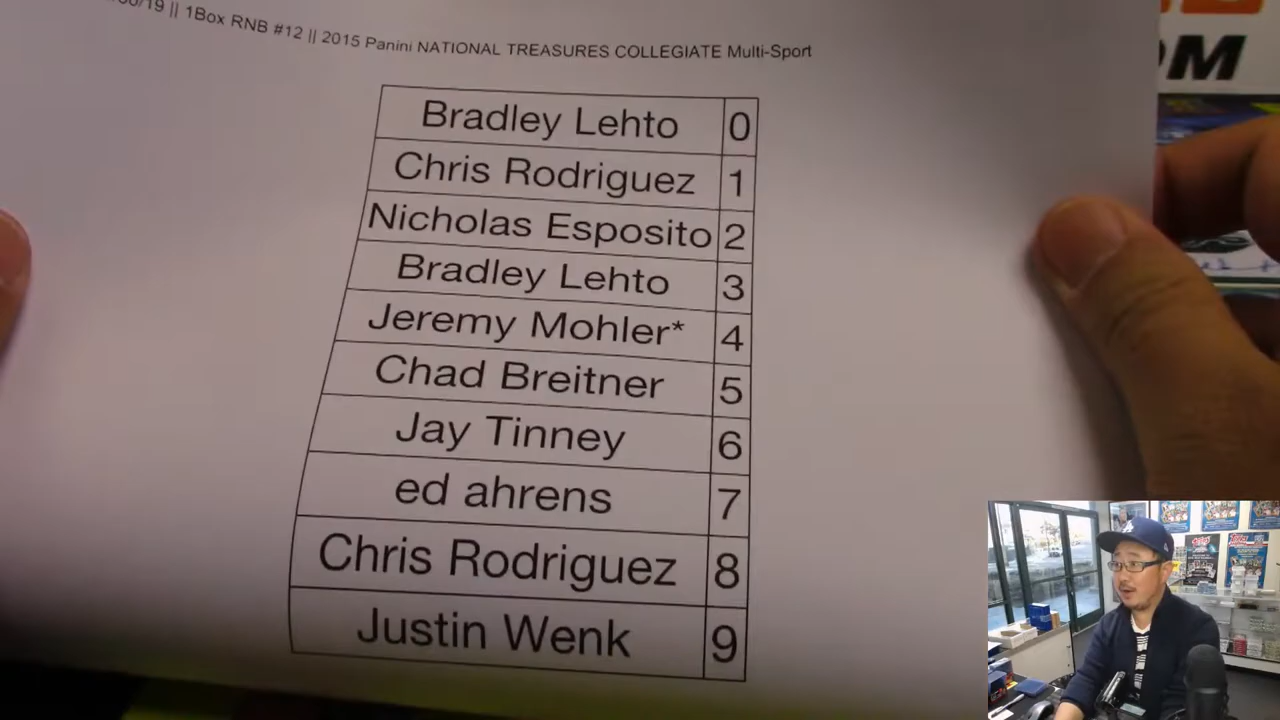 /19 || 1Box RNB #12 || 2015 Panini NATIONAL TREASURES COLLEGIATE Multi-Sport
OM
Bradley Lehto 0
Chris Rodriguez 1
Nicholas Esposito 2
Bradley Lehto 3
Jeremy Mohler* 4
Chad Breitner 5
Jay Tinney 6
ed ahrens 7
Chris Rodriguez 8
Justin Wenk 9